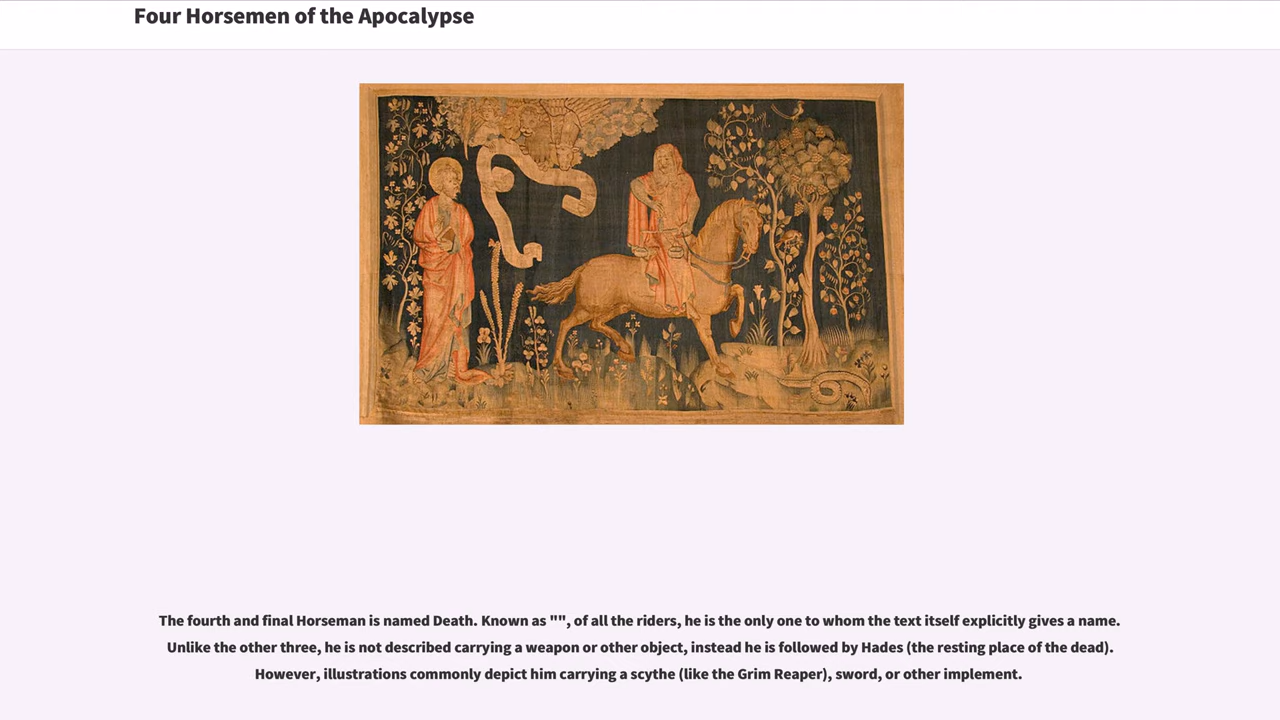 Four Horsemen of the Apocalypse
The fourth and final Horseman is named Death. Known as "", of all the riders, he is the only one to whom the text itself explicitly gives a name.
Unlike the other three, he is not described carrying a weapon or other object, instead he is followed by Hades (the resting place of the dead).
However, illustrations commonly depict him carrying a scythe (like the Grim Reaper), sword, or other implement.